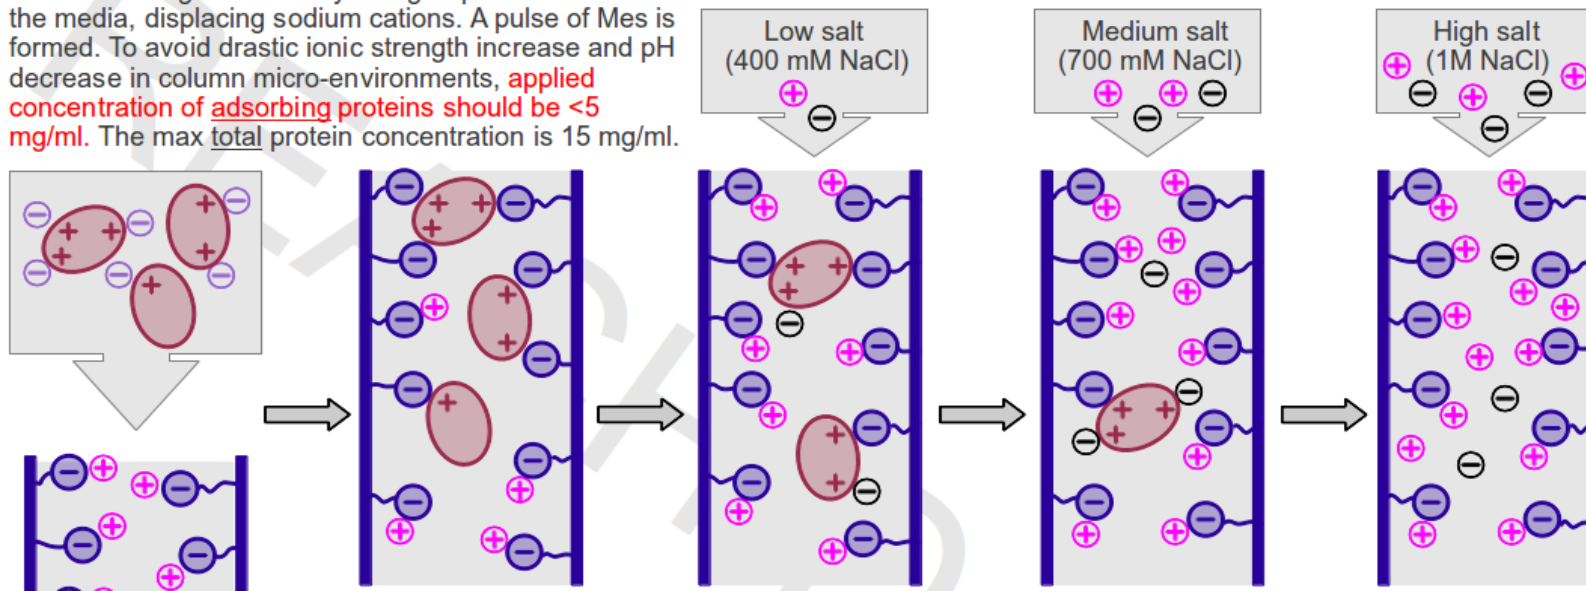 the media, displacing sodium cations. A pulse of Mes is
formed. To avoid drastic ionic strength increase and pH
decrease in column micro-environments, applied
concentration of adsorbing proteins should be <5
mg/ml. The max total protein concentration is 15 mg/ml.
Low salt
(400 mM NaCl)
Medium salt
(700 mM NaCl)
High salt
(1M NaCl)